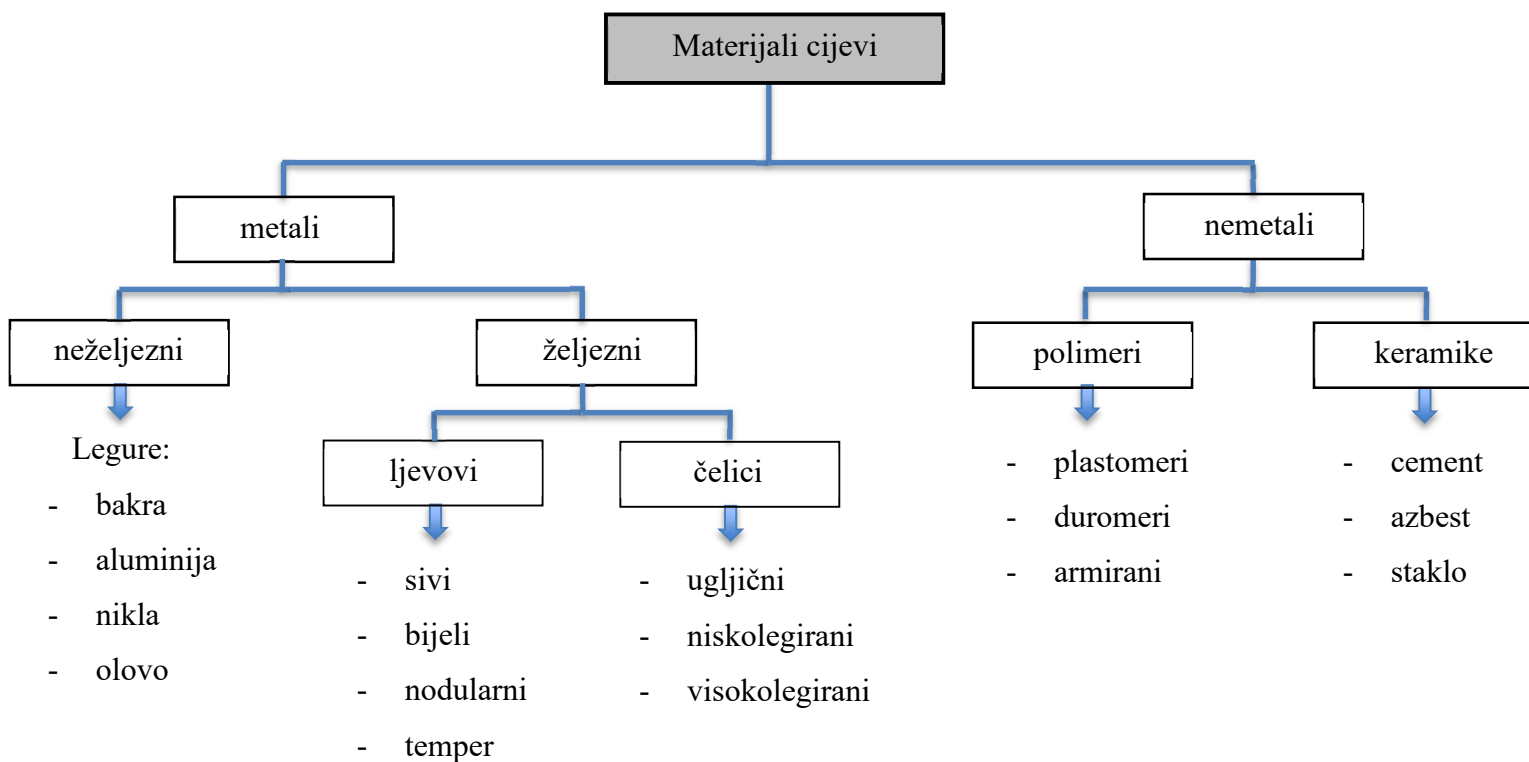 Materijali cijevi
metali
nemetali
neželjezni
željezni
polimeri
keramike
Legure:
- bakra
- aluminija
- nikla
- olovo
ljevovi
- sivi
- bijeli
- nodularni
- temper
čelici
- ugljični
- niskolegirani
- visokolegirani
- plastomeri
- duromeri
- armirani
- cement
- azbest
- staklo